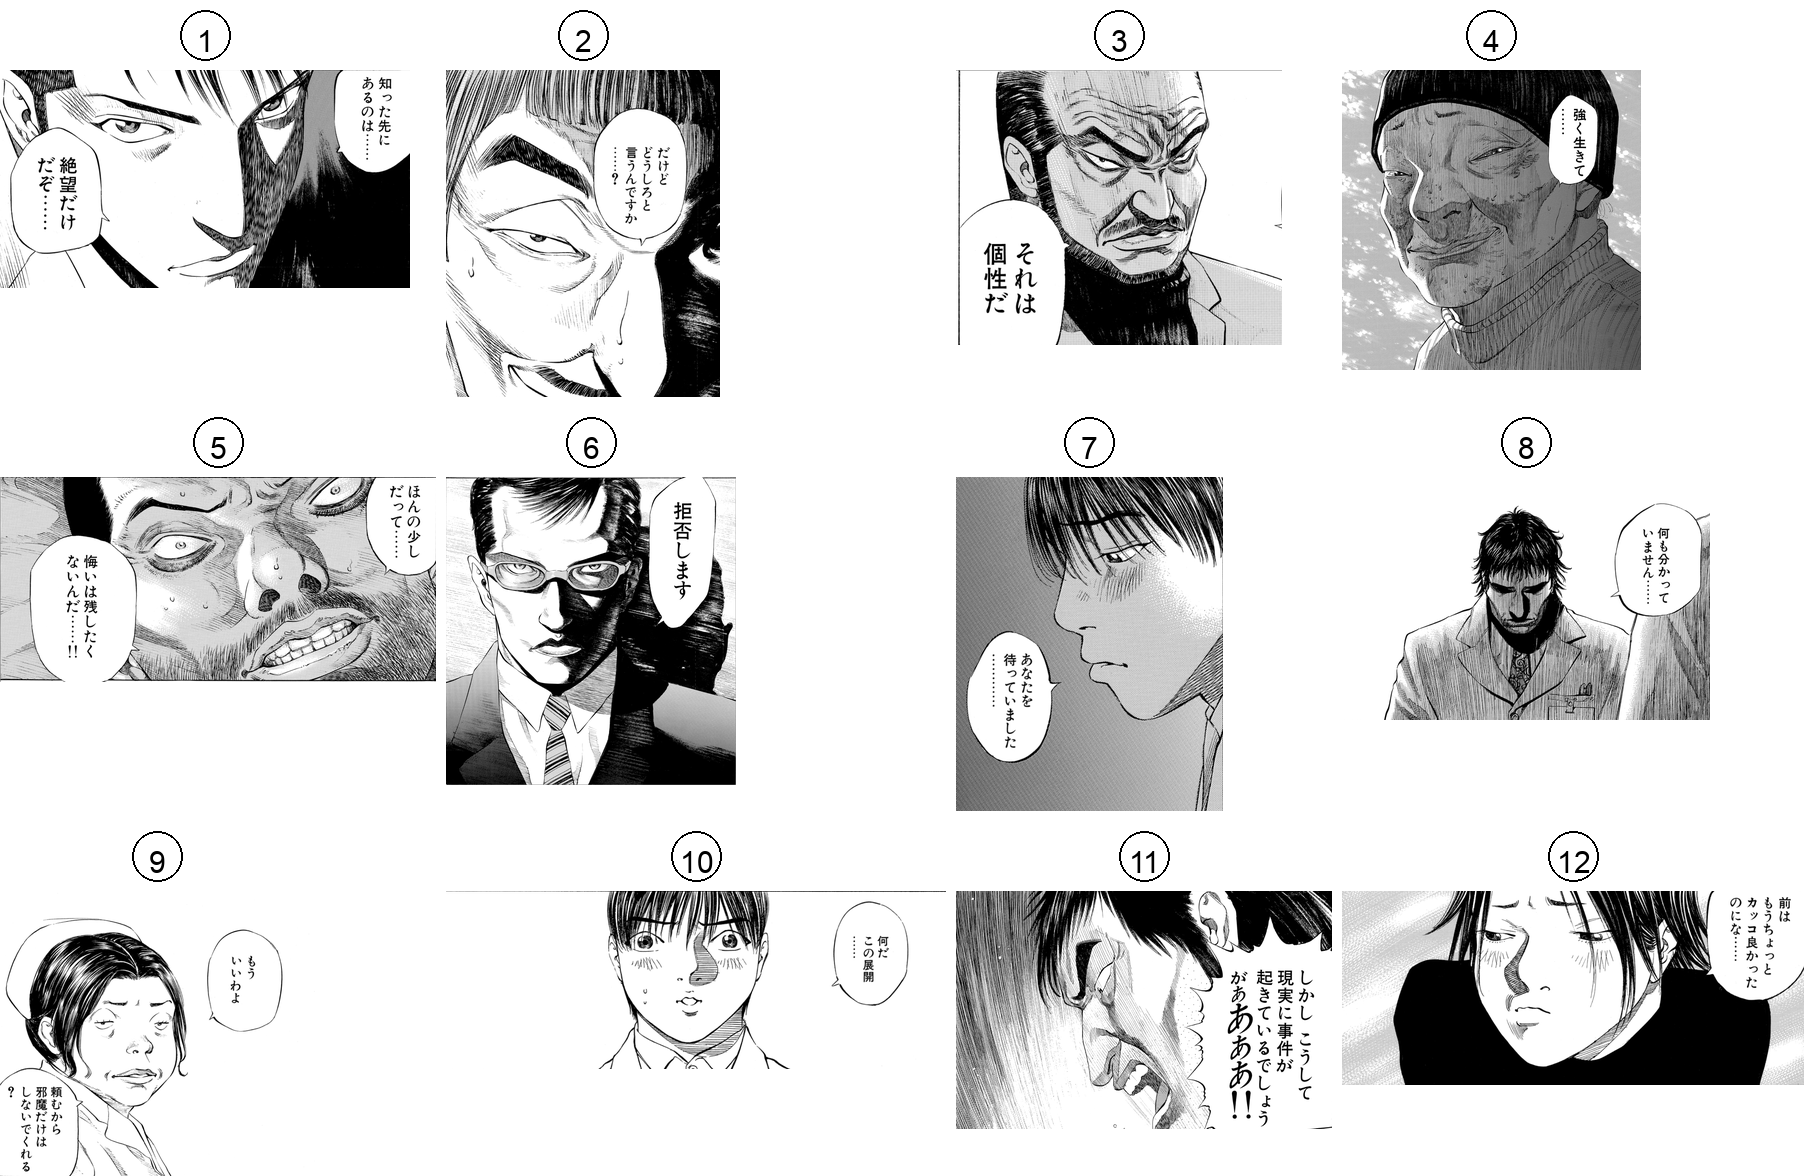 1
知った先に
あるのは……
絶望だけ
だぞ……
2
だけど
どうしろと
言うんですか
……?
3
それは
個性だ
4
強く生きて
……
5
ほんの少し
だって……
悔いは残したく
ないんだ……!!
6
拒否します
7
あなたを
待っていました
…………
8
何も分かって
いません……
9
もう
いいわよ
頼むから
邪魔だけは
しないでくれる
?
10
何だ
この展開
……
11
しかし こうして
現実に事件が
起きているでしょう
がぁあああ!!
12
前は
もうちょっと
カッコ良かった
のにな……